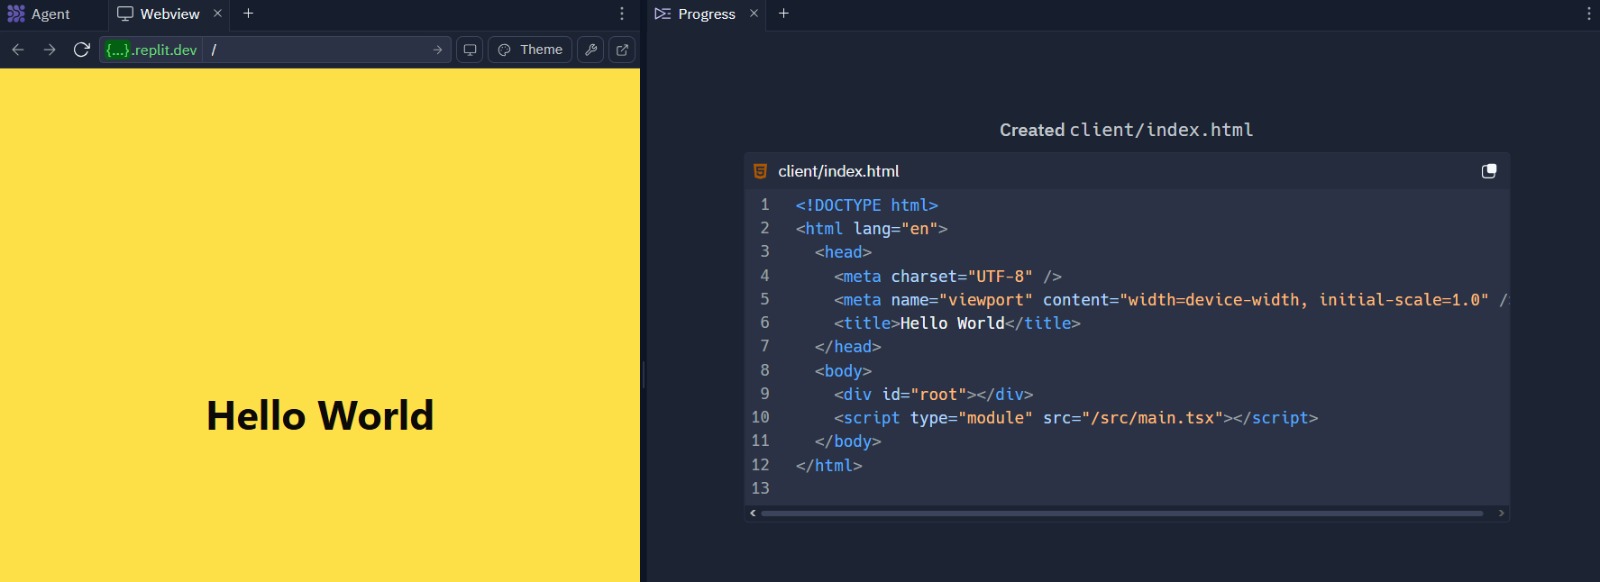 Agent
Webview
{...}.replit.dev
/
Theme
Hello World
Progress
Created client/index.html
client/index.html
1 <!DOCTYPE html>
2 <html lang="en">
3 <head>
4 <meta charset="UTF-8" />
5 <meta name="viewport" content="width=device-width, initial-scale=1.0" /
6 <title>Hello World</title>
7 </head>
8 <body>
9 <div id="root"></div>
10 <script type="module" src="/src/main.tsx"></script>
11 </body>
12 </html>
13